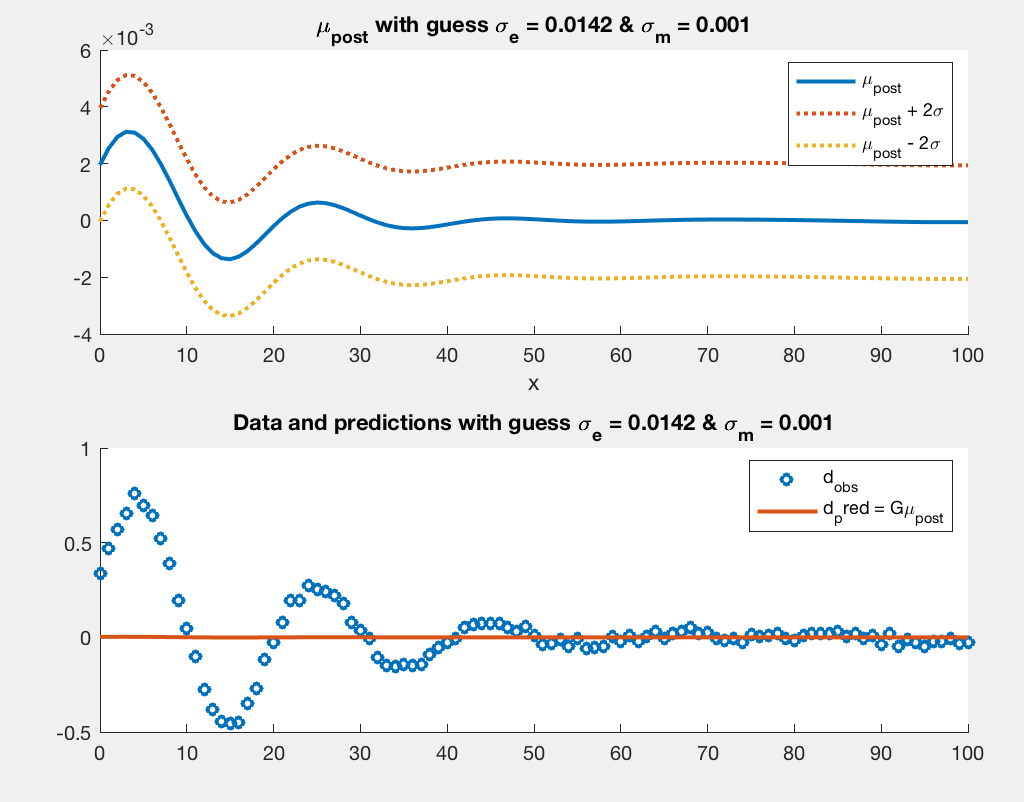 μpost with guess σe = 0.0142 & σm = 0.001
×10-3
6
4
2
0
-2
-4
0 10 20 30 40 50 60 70 80 90 100
x
μpost
μpost + 2σ
μpost - 2σ
Data and predictions with guess σe = 0.0142 & σm = 0.001
1
0.5
0
-0.5
0 10 20 30 40 50 60 70 80 90 100
dobs
dpred = Gμpost